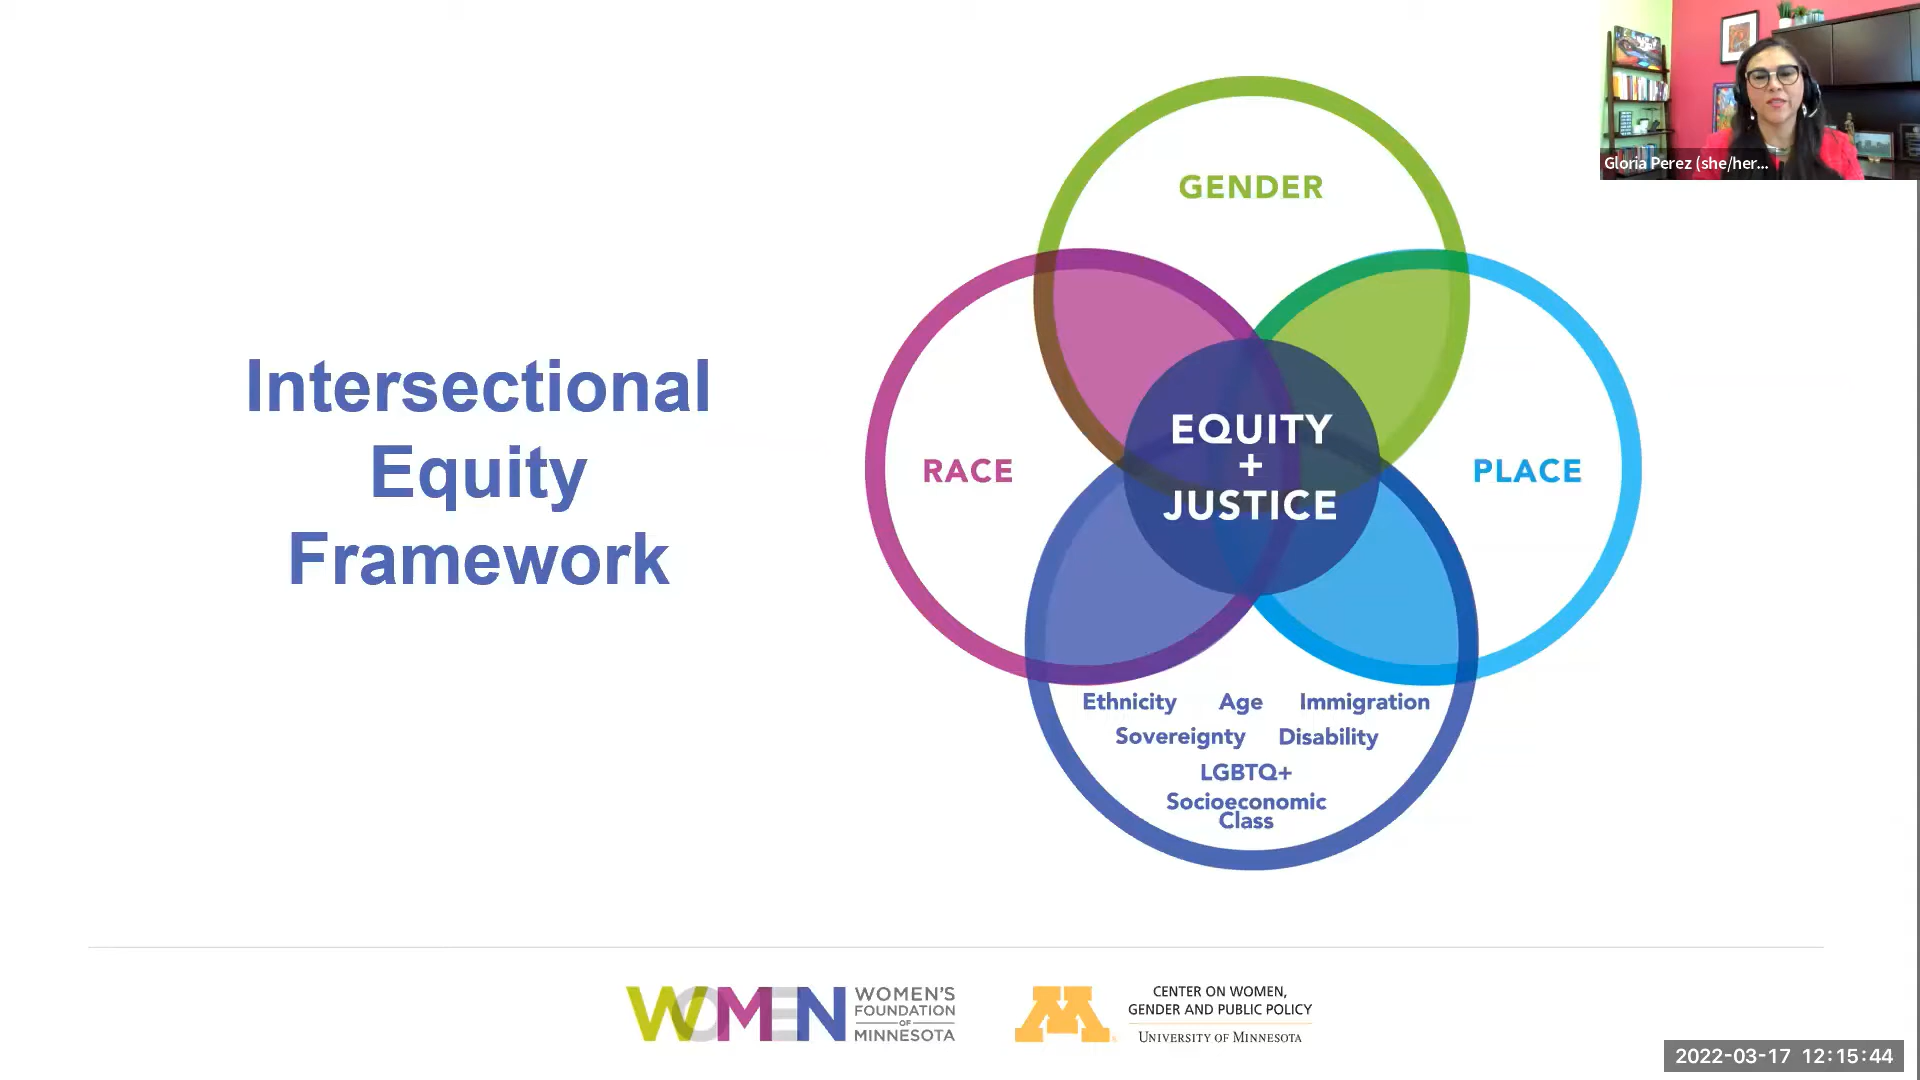 Gloria Perez (she/her...
GENDER
Intersectional
Equity
Framework
RACE
EQUITY
+
JUSTICE
PLACE
Ethnicity Age Immigration
Sovereignty Disability
LGBTQ+
Socioeconomic
Class
WOMEN
WOMEN'S
FOUNDATION
OF
MINNESOTA
M
CENTER ON WOMEN,
GENDER AND PUBLIC POLICY
UNIVERSITY OF MINNESOTA
2022-03-17 12:15:44